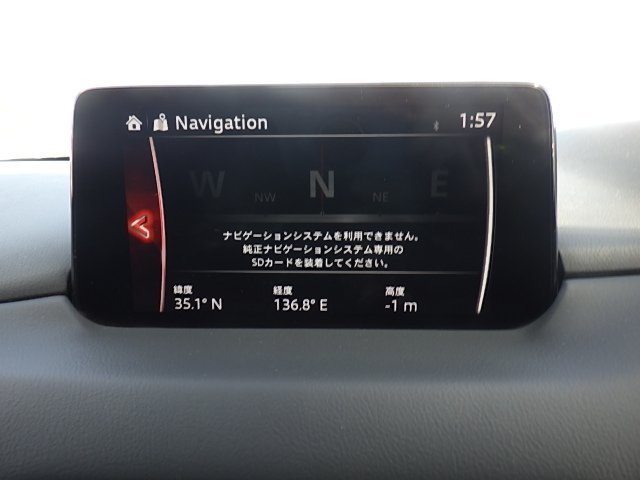 Navigation 1:57
W NW N NE E
ナビゲーションシステムを利用できません。
純正ナビゲーションシステム専用の
SDカードを装着してください。
緯度 経度 高度
35.1° N 136.8° E -1 m